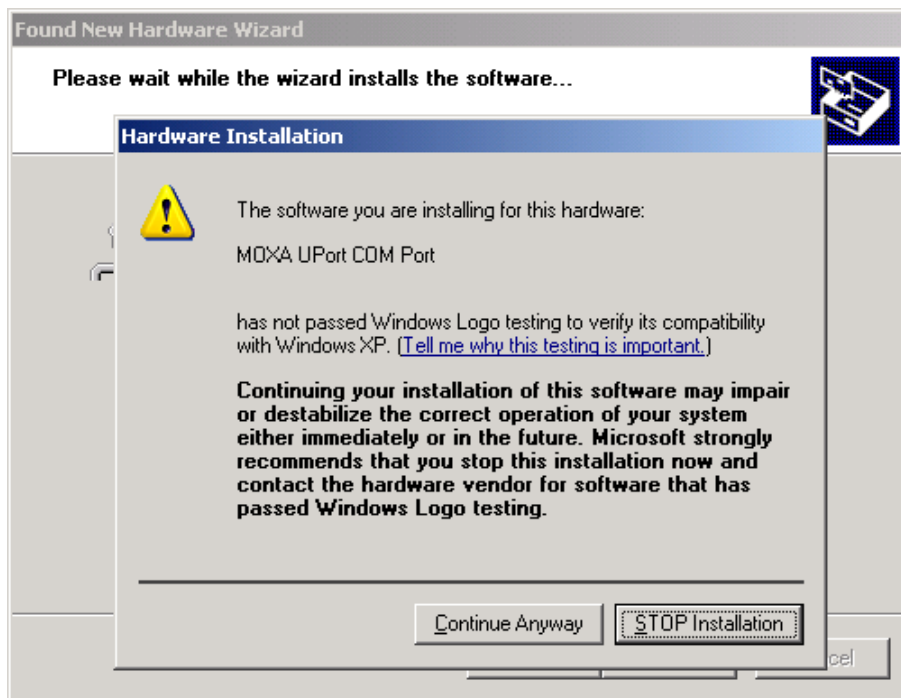 Found New Hardware Wizard
Please wait while the wizard installs the software...
Hardware Installation
The software you are installing for this hardware:
MOXA UPort COM Port
has not passed Windows Logo testing to verify its compatibility
with Windows XP. (Tell me why this testing is important.)
Continuing your installation of this software may impair
or destabilize the correct operation of your system
either immediately or in the future. Microsoft strongly
recommends that you stop this installation now and
contact the hardware vendor for software that has
passed Windows Logo testing.
Continue Anyway
STOP Installation